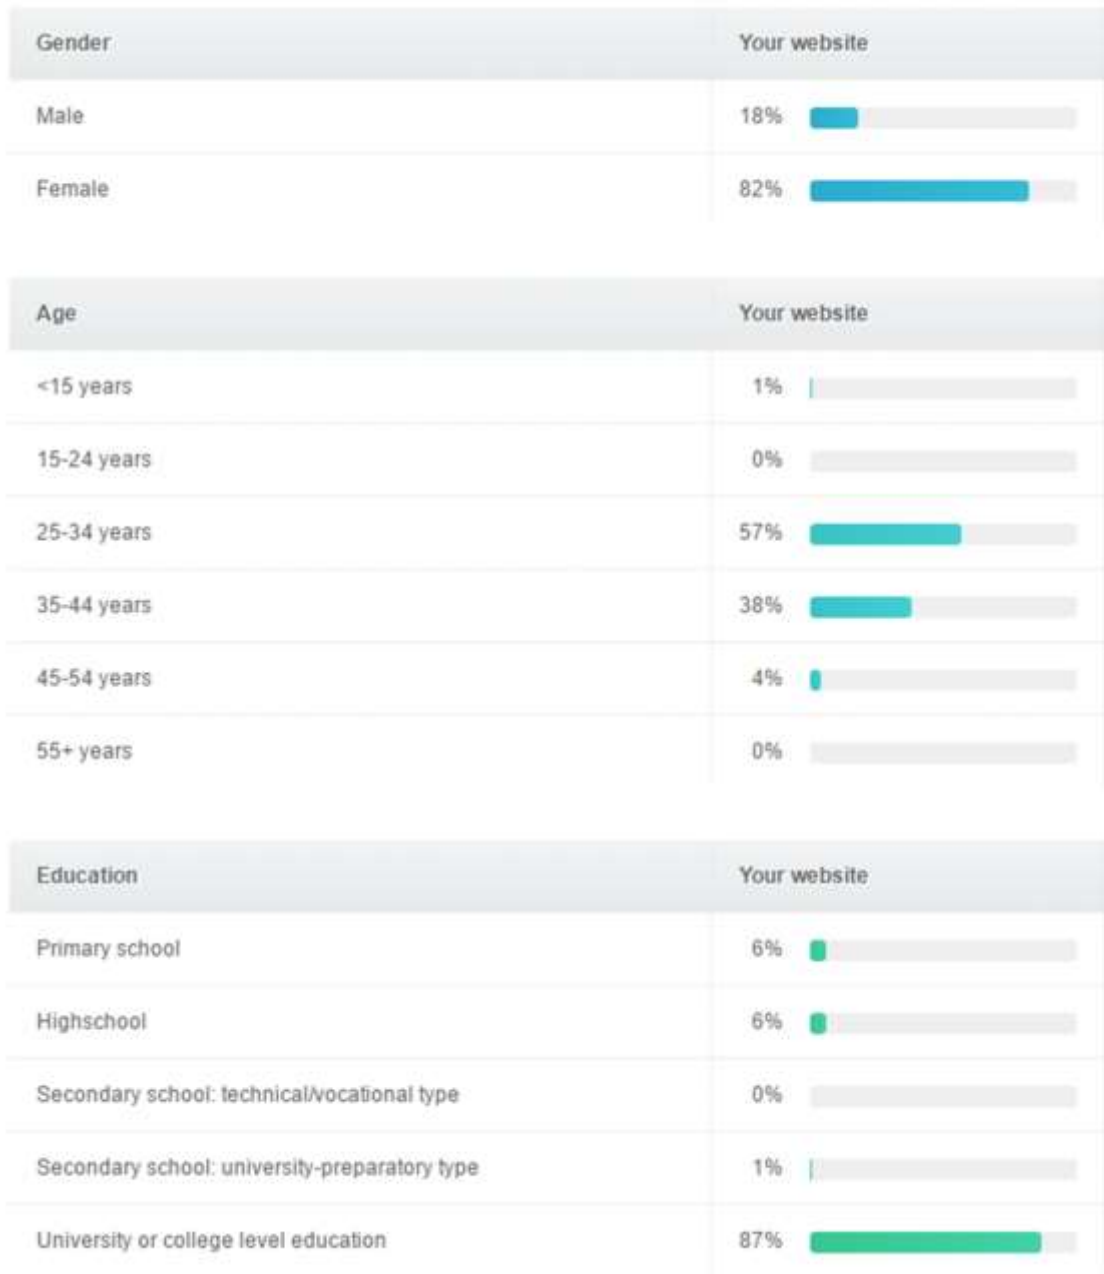 Gender Your website
Male 18%
Female 82%
Age Your website
<15 years 1%
15-24 years 0%
25-34 years 57%
35-44 years 38%
45-54 years 4%
55+ years 0%
Education Your website
Primary school 6%
Highschool 6%
Secondary school: technical/vocational type 0%
Secondary school: university-preparatory type 1%
University or college level education 87%